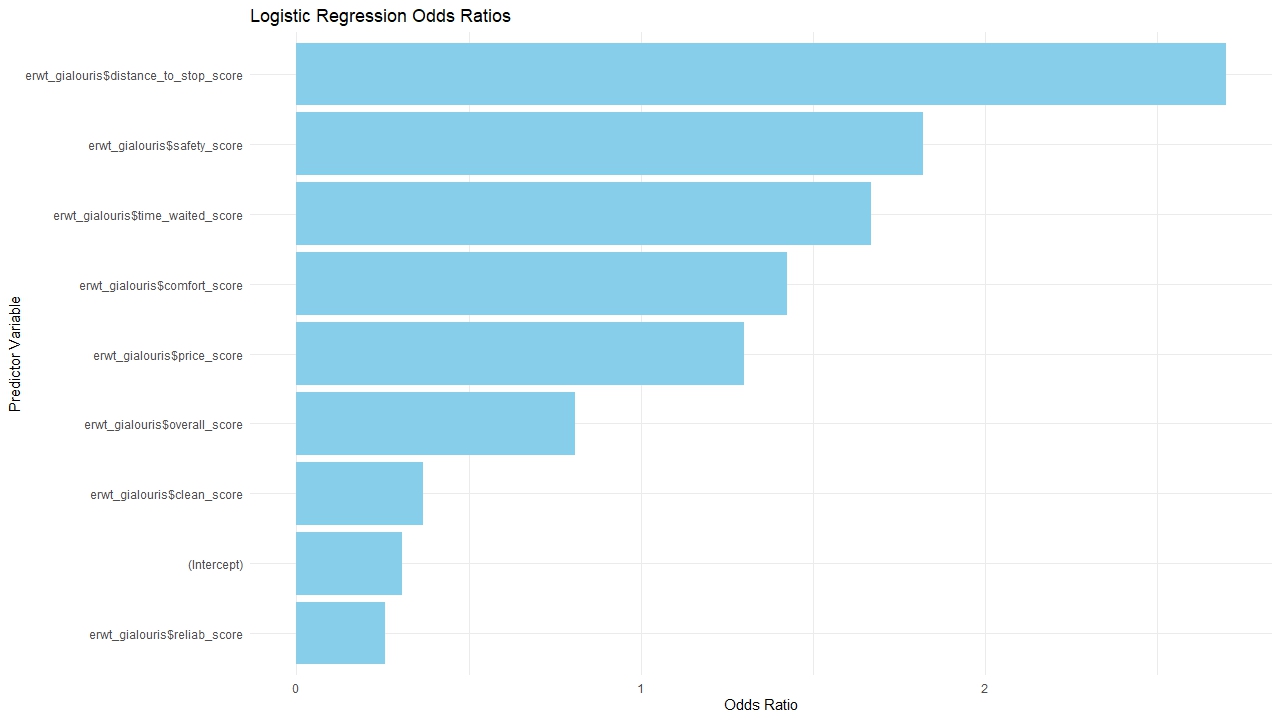 Logistic Regression Odds Ratios
erwt_gialouris$distance_to_stop_score
erwt_gialouris$safety_score
erwt_gialouris$time_waited_score
erwt_gialouris$comfort_score
erwt_gialouris$price_score
erwt_gialouris$overall_score
erwt_gialouris$clean_score
(Intercept)
erwt_gialouris$reliab_score
Predictor Variable
0 1 2
Odds Ratio